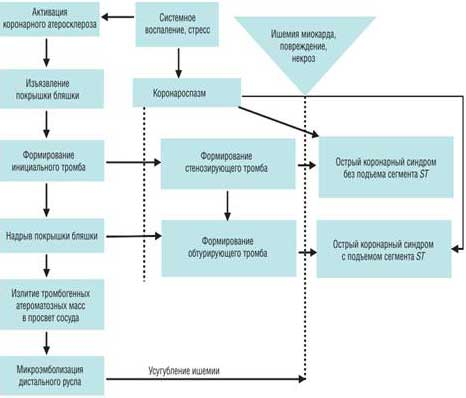 Активация
коронарного атеросклероза
Системное
воспаление, стресс
Ишемия миокарда,
повреждение,
некроз
Изъязвление
покрышки бляшки
Коронароспазм
Формирование
инициального тромба
Формирование
стенозирующего тромба
Острый коронарный синдром
без подъема сегмента ST
Надрыв покрышки бляшки
Формирование
обтурирующего тромба
Острый коронарный синдром
с подъемом сегмента ST
Излитие тромбогенных
атероматозных масс
в просвет сосуда
Микроэмболизация
дистального русла
Усугубление ишемии